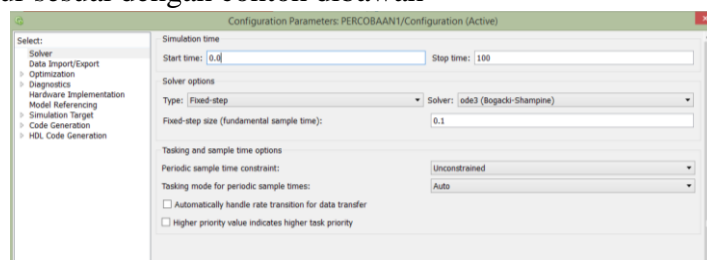 sesuai dengan contoh dibawah
Configuration Parameters: PERCOBAAN1/Configuration (Active)
Select:
Solver
Data Import/Export
Optimization
Diagnostics
Hardware Implementation
Model Referencing
Simulation Target
Code Generation
HDL Code Generation
Simulation time
Start time: 0.0 Stop time: 100
Solver options
Type: Fixed-step Solver: ode3 (Bogacki-Shampine)
Fixed-step size (fundamental sample time): 0.1
Tasking and sample time options
Periodic sample time constraint: Unconstrained
Tasking mode for periodic sample times: Auto
Automatically handle rate transition for data transfer
Higher priority value indicates higher task priority